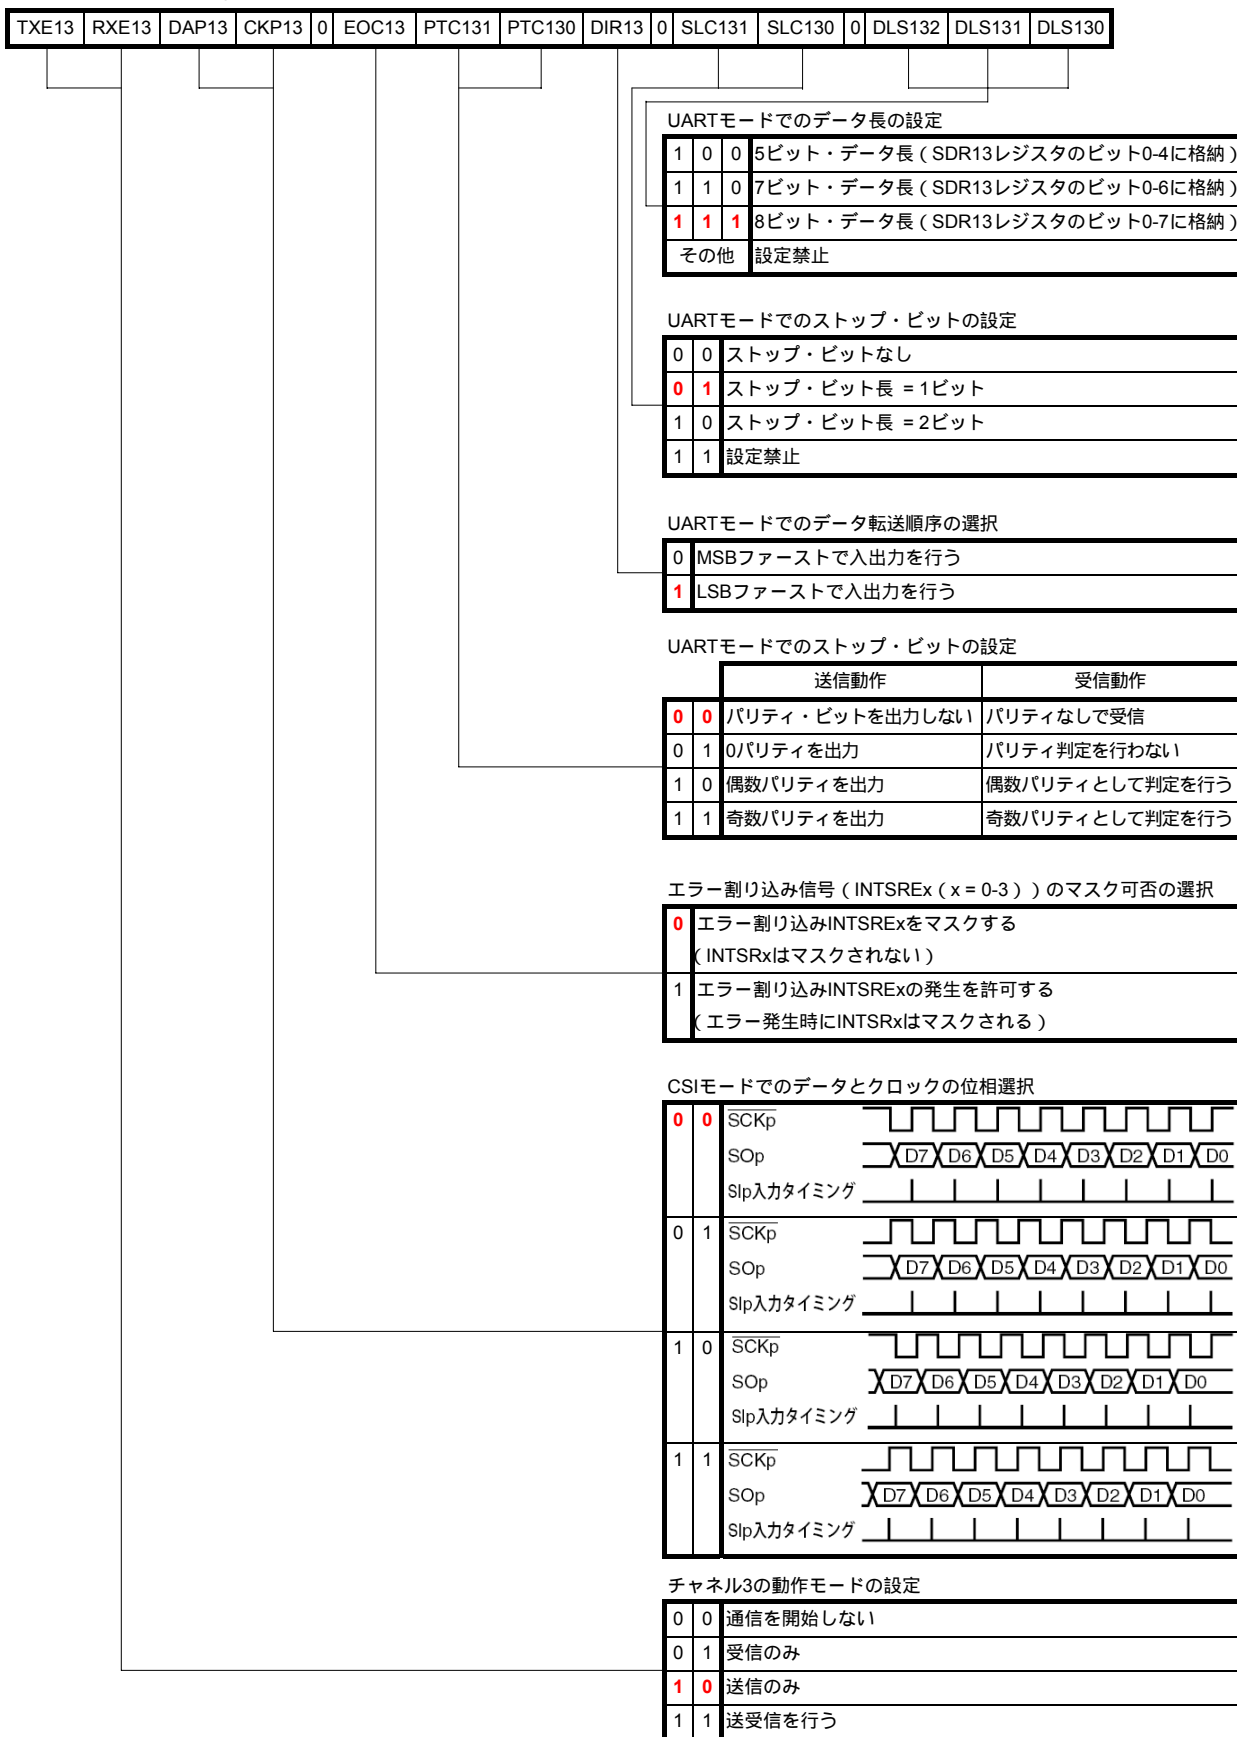 TXE13 RXE13 DAP13 CKP13 0 EOC13 PTC131 PTC130 DIR13 0 SLC131 SLC130 0 DLS132 DLS131 DLS130
UARTモードでのデータ長の設定
1 0 0 5ビット・データ長（SDR13レジスタのビット0-4に格納）
1 1 0 7ビット・データ長（SDR13レジスタのビット0-6に格納）
1 1 1 8ビット・データ長（SDR13レジスタのビット0-7に格納）
その他 設定禁止
UARTモードでのストップ・ビットの設定
0 0 ストップ・ビットなし
0 1 ストップ・ビット長 = 1ビット
1 0 ストップ・ビット長 = 2ビット
1 1 設定禁止
UARTモードでのデータ転送順序の選択
0 MSBファーストで入出力を行う
1 LSBファーストで入出力を行う
UARTモードでのストップ・ビットの設定
送信動作 受信動作
0 0 パリティ・ビットを出力しない パリティなしで受信
0 1 0パリティを出力 パリティ判定を行わない
1 0 偶数パリティを出力 偶数パリティとして判定を行う
1 1 奇数パリティを出力 奇数パリティとして判定を行う
エラー割り込み信号（INTSREx（x = 0-3））のマスク可否の選択
0 エラー割り込みINTSRExをマスクする
（INTSRxはマスクされない）
1 エラー割り込みINTSRExの発生を許可する
（エラー発生時にINTSRxはマスクされる）
CSIモードでのデータとクロックの位相選択
0 0 SCKp
SOp D7 D6 D5 D4 D3 D2 D1 D0
SIp入力タイミング
0 1 SCKp
SOp D7 D6 D5 D4 D3 D2 D1 D0
SIp入力タイミング
1 0 SCKp
SOp D7 D6 D5 D4 D3 D2 D1 D0
SIp入力タイミング
1 1 SCKp
SOp D7 D6 D5 D4 D3 D2 D1 D0
SIp入力タイミング
チャネル3の動作モードの設定
0 0 通信を開始しない
0 1 受信のみ
1 0 送信のみ
1 1 送受信を行う